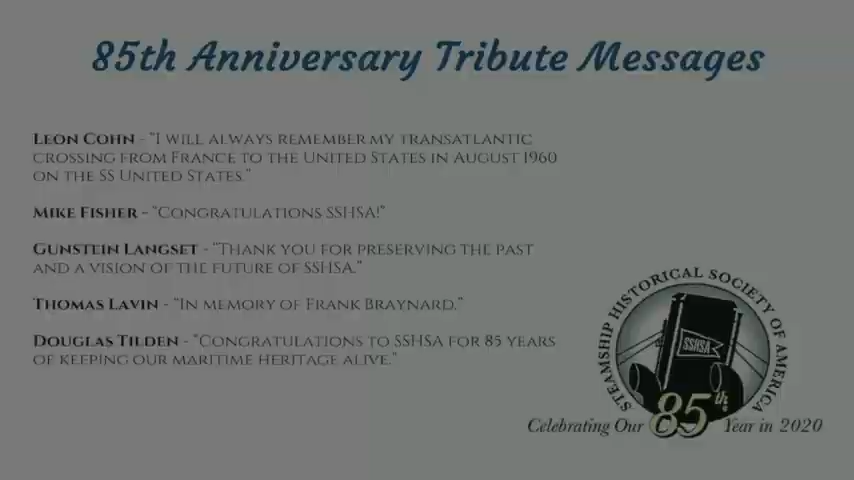 85th Anniversary Tribute Messages
LEON COHN - "I WILL ALWAYS REMEMBER MY TRANSATLANTIC
CROSSING FROM FRANCE TO THE UNITED STATES IN AUGUST 1960
ON THE SS UNITED STATES."
MIKE FISHER - "CONGRATULATIONS SSHSA!"
GUNSTEIN LANGSET - "THANK YOU FOR PRESERVING THE PAST
AND A VISION OF THE FUTURE OF SSHSA."
THOMAS LAVIN - "IN MEMORY OF FRANK BRAYNARD."
DOUGLAS TILDEN - "CONGRATULATIONS TO SSHSA FOR 85 YEARS
OF KEEPING OUR MARITIME HERITAGE ALIVE."
STEAMSHIP HISTORICAL SOCIETY OF AMERICA
SSHSA
Celebrating Our 85th Year in 2020